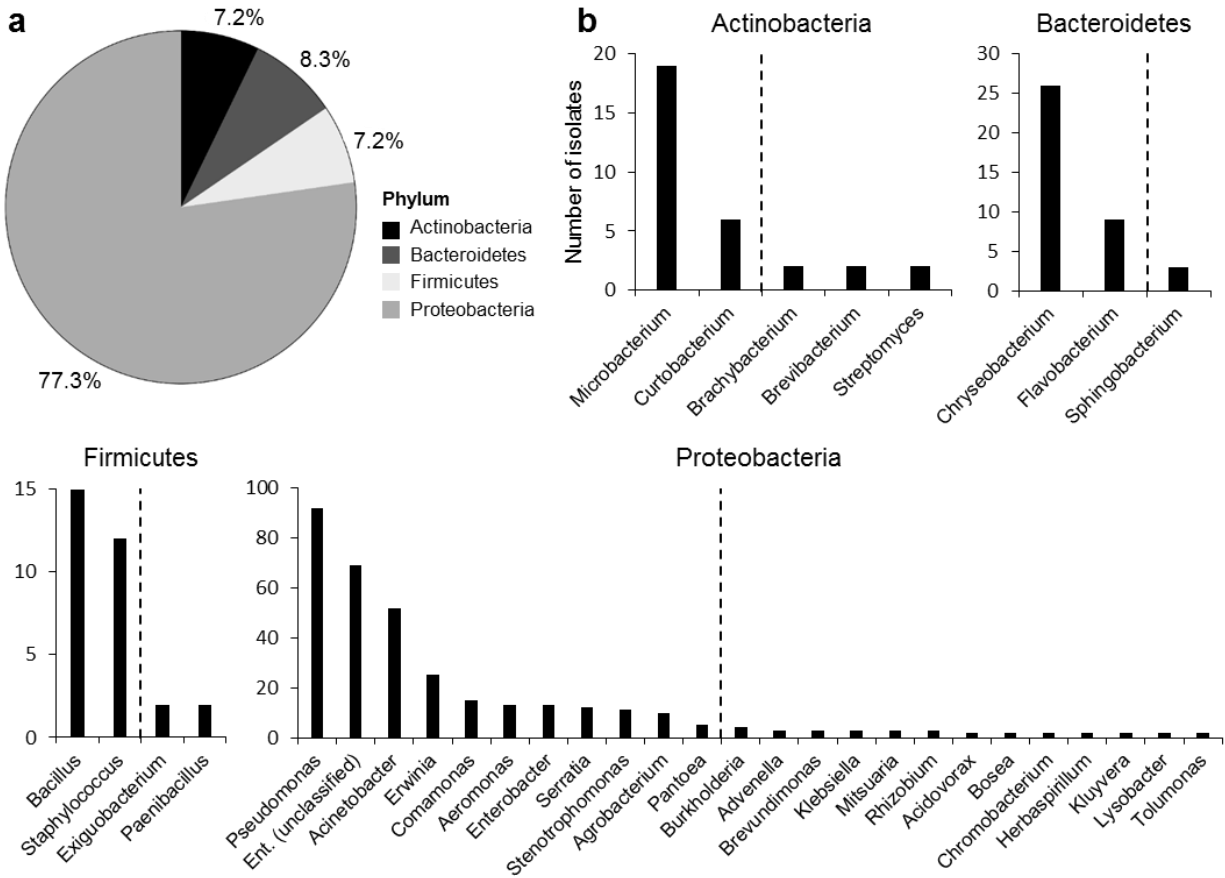 a
7.2%
8.3%
7.2%
77.3%
Phylum
Actinobacteria
Bacteroidetes
Firmicutes
Proteobacteria
b
Actinobacteria
Number of isolates
20
15
10
5
0
Microbacterium
Curtobacterium
Brachybacterium
Brevibacterium
Streptomyces
Bacteroidetes
30
25
20
15
10
5
0
Chryseobacterium
Flavobacterium
Sphingobacterium
Firmicutes
15
10
5
0
Bacillus
Staphylococcus
Exiguobacterium
Paenibacillus
Proteobacteria
100
80
60
40
20
0
Pseudomonas
Ent. (unclassified)
Acinetobacter
Erwinia
Comamonas
Aeromonas
Enterobacter
Serratia
Stenotrophomonas
Agrobacterium
Pantoea
Burkholderia
Advenella
Brevundimonas
Klebsiella
Mitsuaria
Rhizobium
Acidovorax
Bosea
Chromobacterium
Herbaspirillum
Kluyvera
Lysobacter
Tolumonas